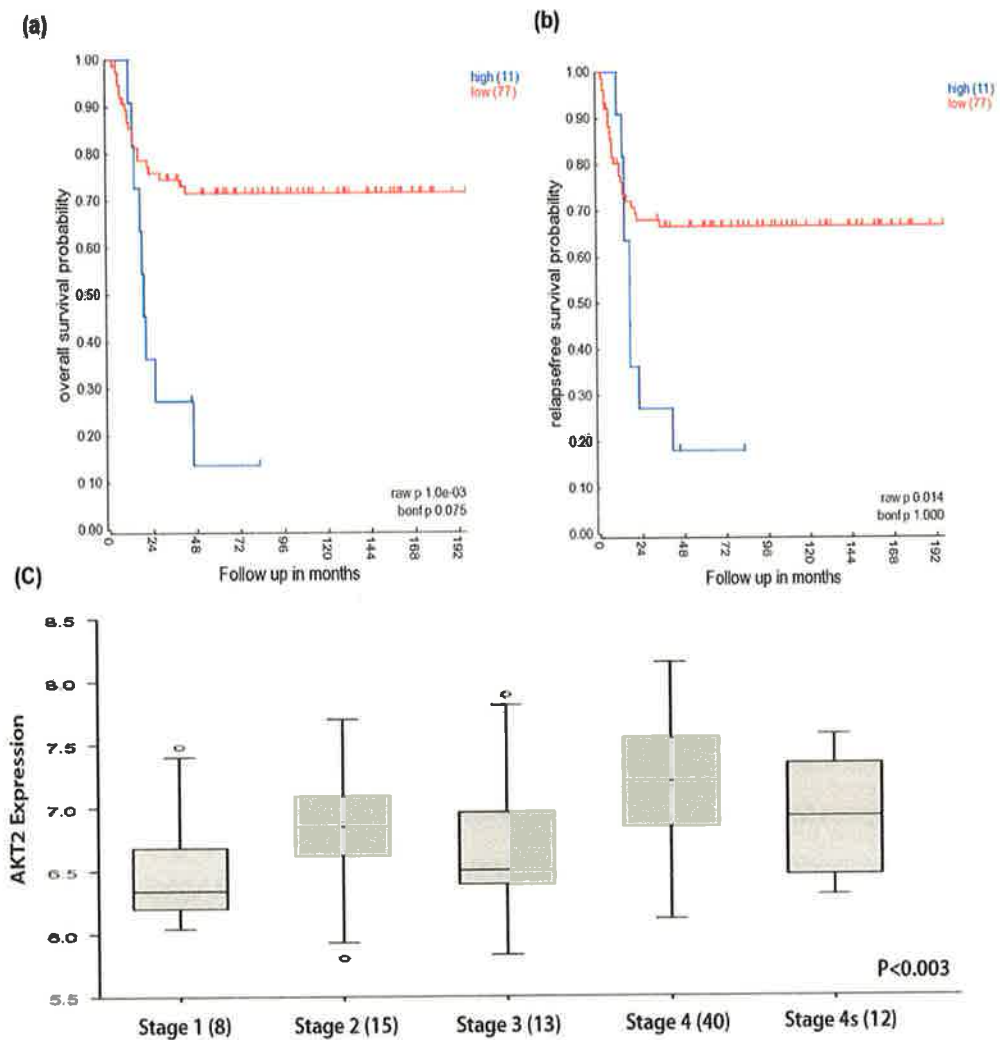 (a)
high (11)
low (77)
1.00
0.90
0.80
0.70
0.60
0.50
0.40
0.30
0.20
0.10
0.00
overall survival probability
raw p 1.0e-03
bonf p 0.075
0 24 48 72 96 120 144 168 192
Follow up in months
(b)
high (11)
low (77)
1.00
0.90
0.80
0.70
0.60
0.50
0.40
0.30
0.20
0.10
0.00
relapsefree survival probability
raw p 0.014
bonf p 1.000
0 24 48 72 96 120 144 168 192
Follow up in months
(C)
8.5
8.0
7.5
7.0
6.5
6.0
5.5
AKT2 Expression
P<0.003
Stage 1 (8) Stage 2 (15) Stage 3 (13) Stage 4 (40) Stage 4s (12)